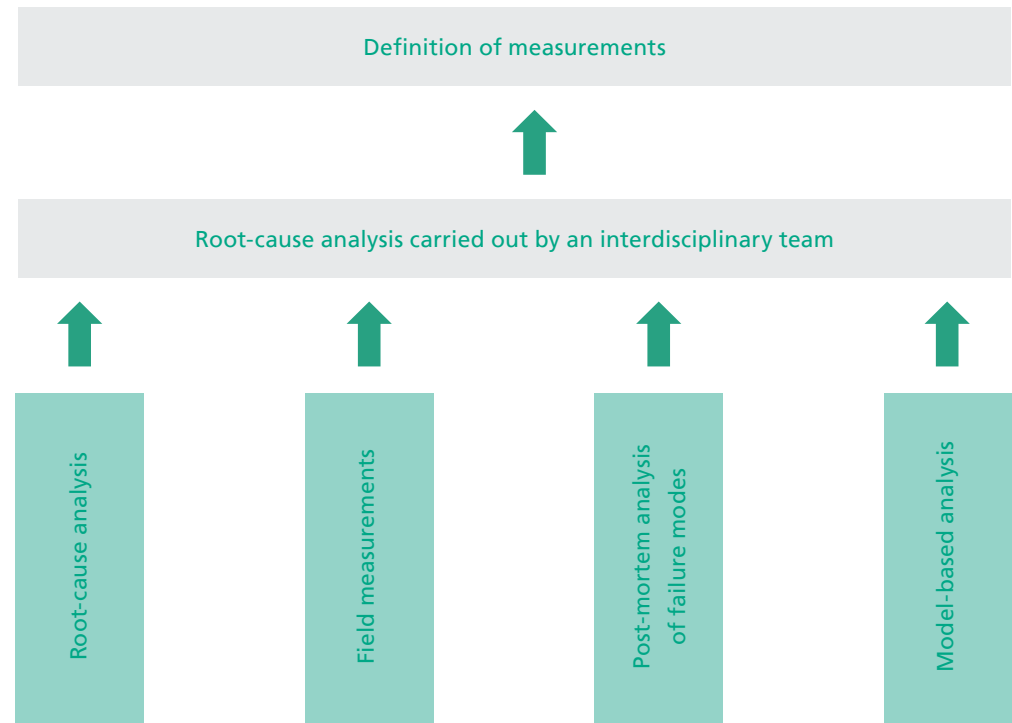 Definition of measurements
Root-cause analysis carried out by an interdisciplinary team
Root-cause analysis
Field measurements
Post-mortem analysis
of failure modes
Model-based analysis